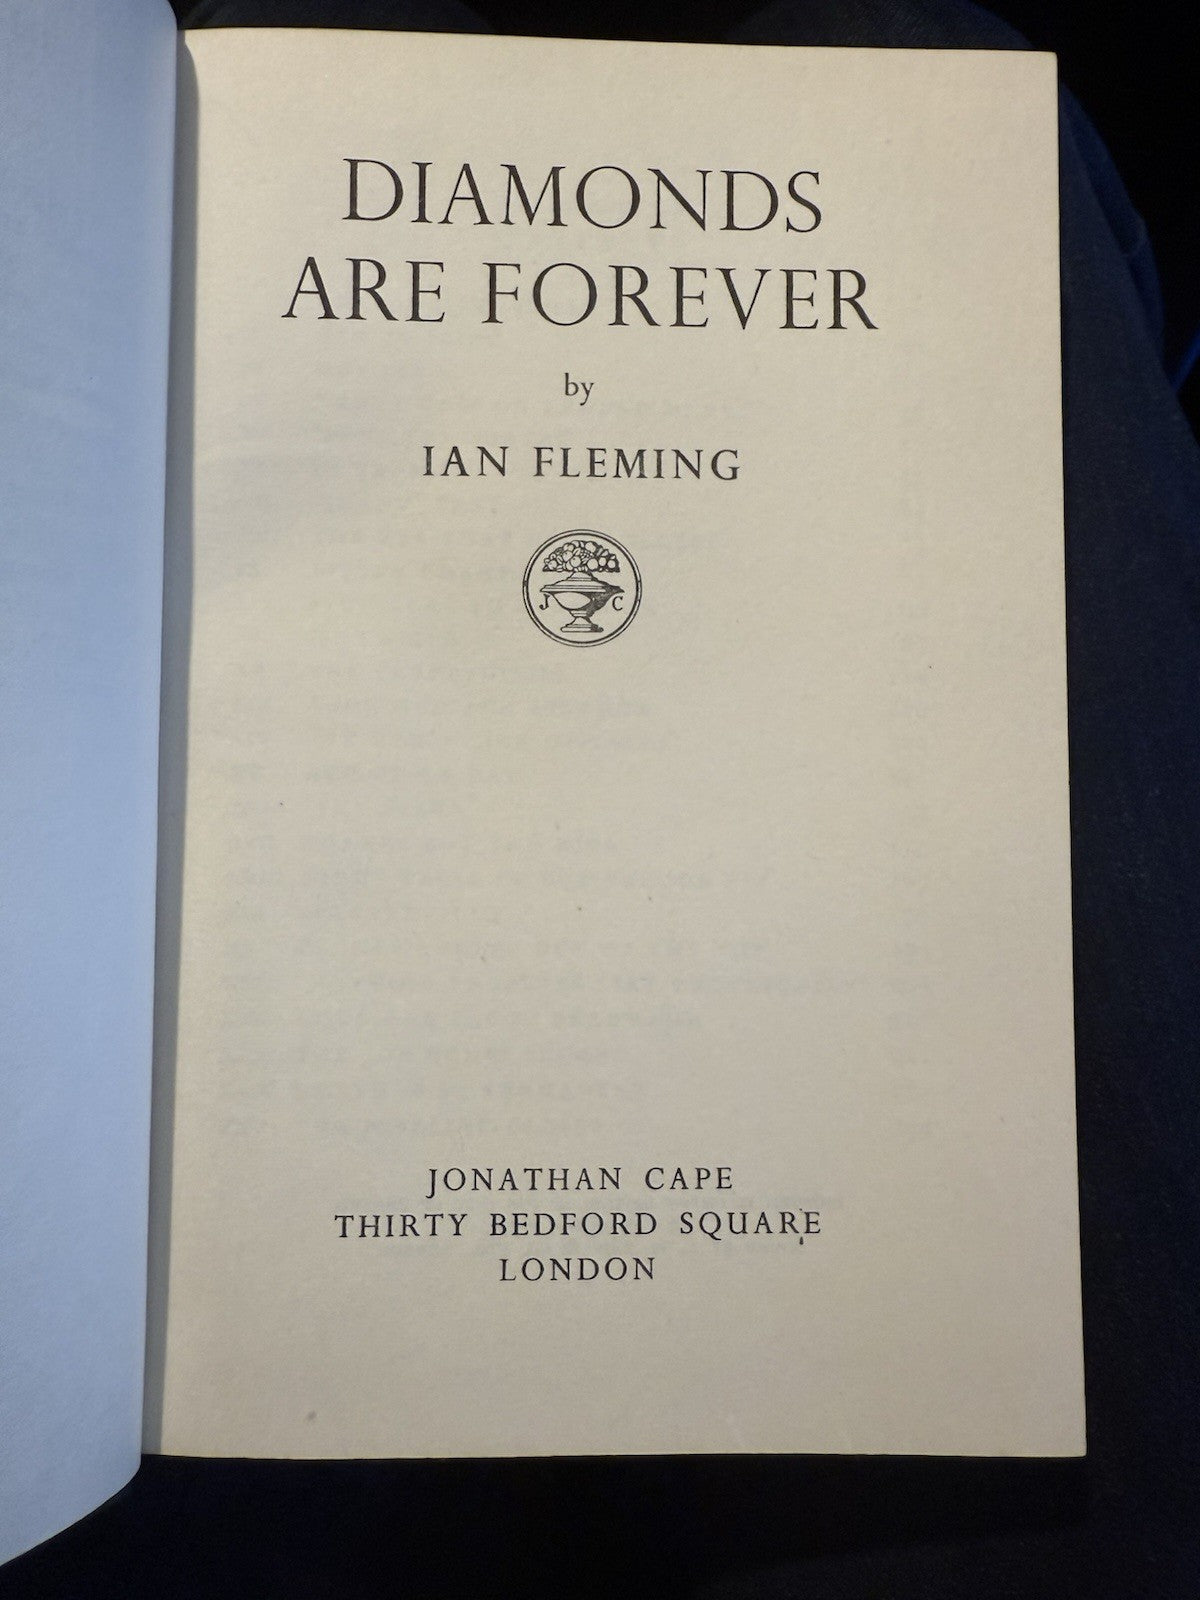 DIAMONDS
ARE FOREVER
by
IAN FLEMING
J C
JONATHAN CAPE
THIRTY BEDFORD SQUARE
LONDON